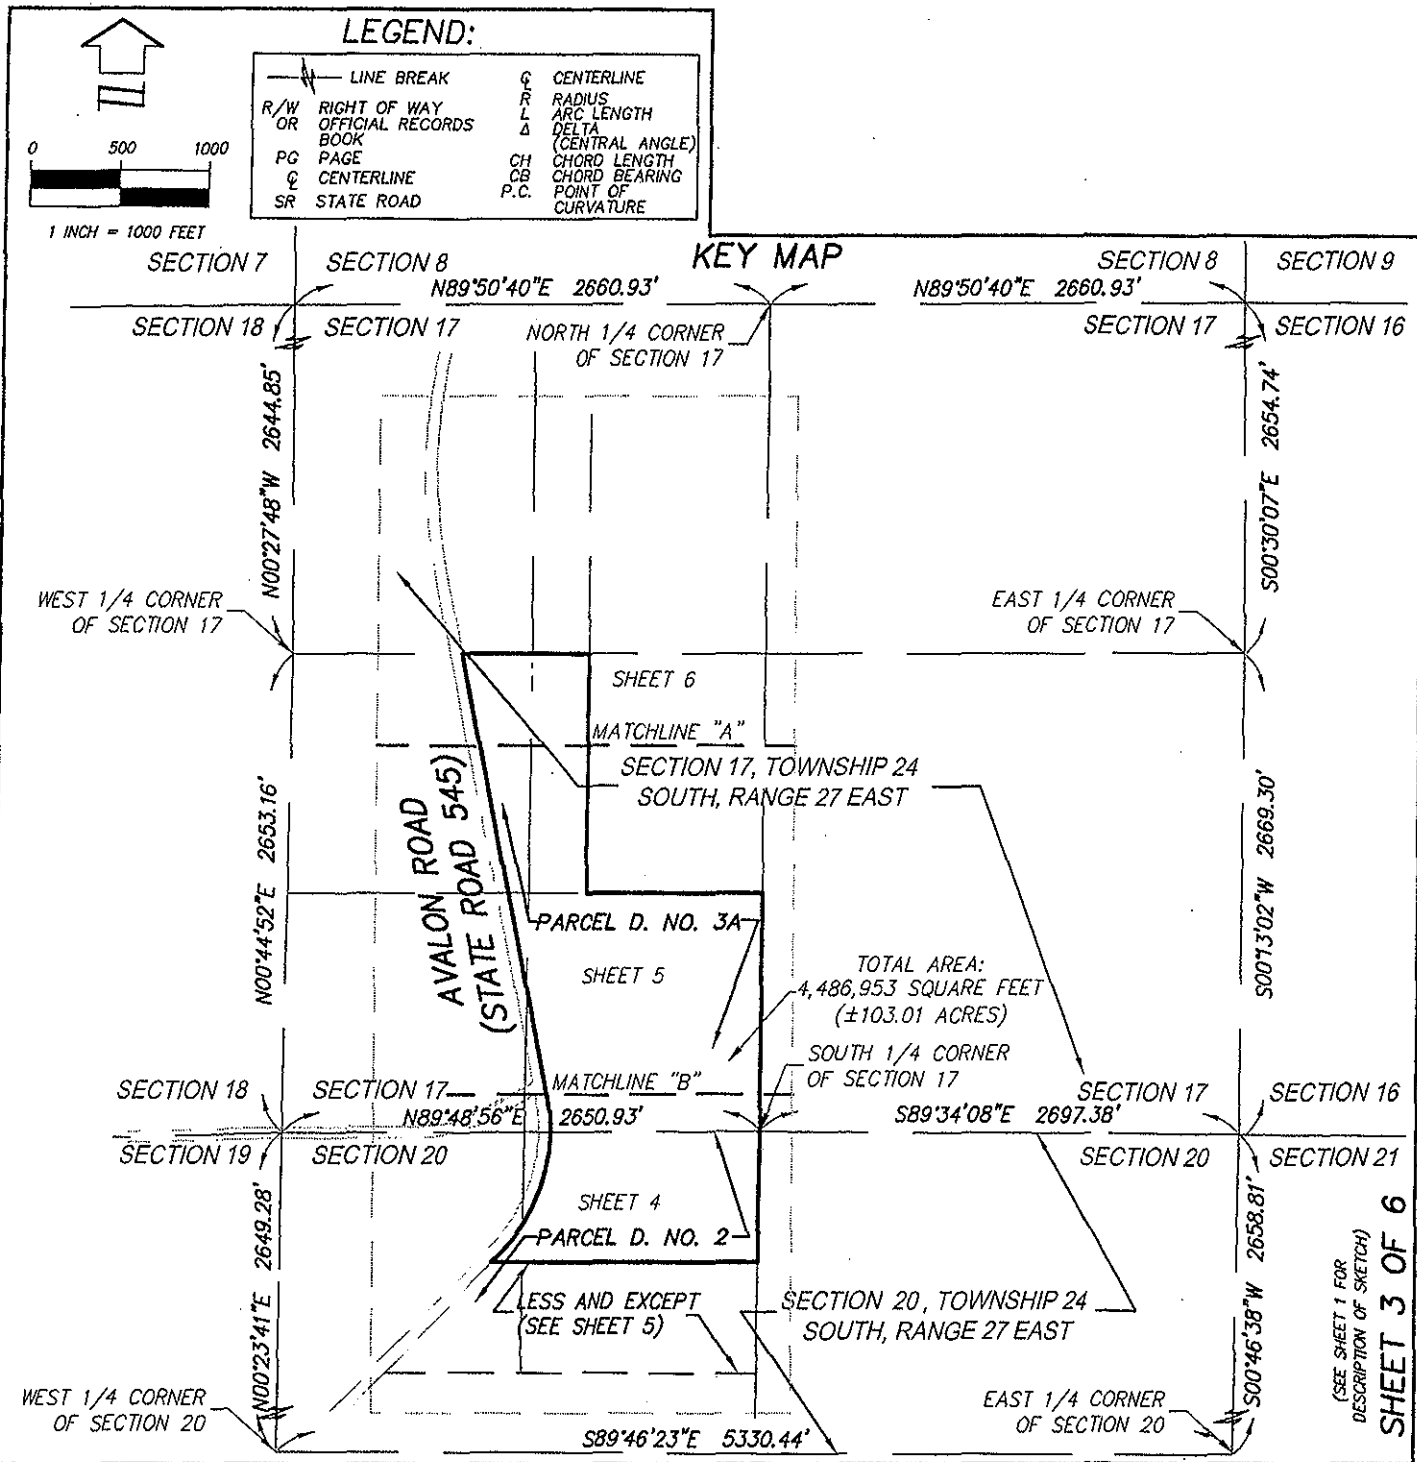 LEGEND:
LINE BREAK
R/W RIGHT OF WAY
OR OFFICIAL RECORDS
BOOK
PG PAGE
℄ CENTERLINE
SR STATE ROAD
℄ CENTERLINE
R RADIUS
L ARC LENGTH
Δ DELTA
(CENTRAL ANGLE)
CH CHORD LENGTH
CB CHORD BEARING
P.C. POINT OF
CURVATURE
0 500 1000
1 INCH = 1000 FEET
KEY MAP
SECTION 7
SECTION 8
SECTION 8
SECTION 9
N89°50'40"E 2660.93'
N89°50'40"E 2660.93'
SECTION 18
SECTION 17
SECTION 17
SECTION 16
NORTH 1/4 CORNER
OF SECTION 17
N00°27'48"W 2644.85'
S00°30'07"E 2654.74'
WEST 1/4 CORNER
OF SECTION 17
EAST 1/4 CORNER
OF SECTION 17
SHEET 6
MATCHLINE "A"
SECTION 17, TOWNSHIP 24
SOUTH, RANGE 27 EAST
N00°44'52"E 2653.16'
AVALON ROAD
(STATE ROAD 545)
S00°13'02"W 2669.30'
PARCEL D. NO. 3A
SHEET 5
TOTAL AREA:
4,486,953 SQUARE FEET
(±103.01 ACRES)
SOUTH 1/4 CORNER
OF SECTION 17
MATCHLINE "B"
SECTION 18
SECTION 17
SECTION 17
SECTION 16
N89°48'56"E 2650.93'
S89°34'08"E 2697.38'
SECTION 19
SECTION 20
SECTION 20
SECTION 21
SHEET 4
PARCEL D. NO. 2
N00°23'41"E 2649.28'
S00°46'38"W 2658.81'
LESS AND EXCEPT
(SEE SHEET 5)
SECTION 20, TOWNSHIP 24
SOUTH, RANGE 27 EAST
WEST 1/4 CORNER
OF SECTION 20
EAST 1/4 CORNER
OF SECTION 20
S89°46'23"E 5330.44'
(SEE SHEET 1 FOR
DESCRIPTION OF SKETCH)
SHEET 3 OF 6